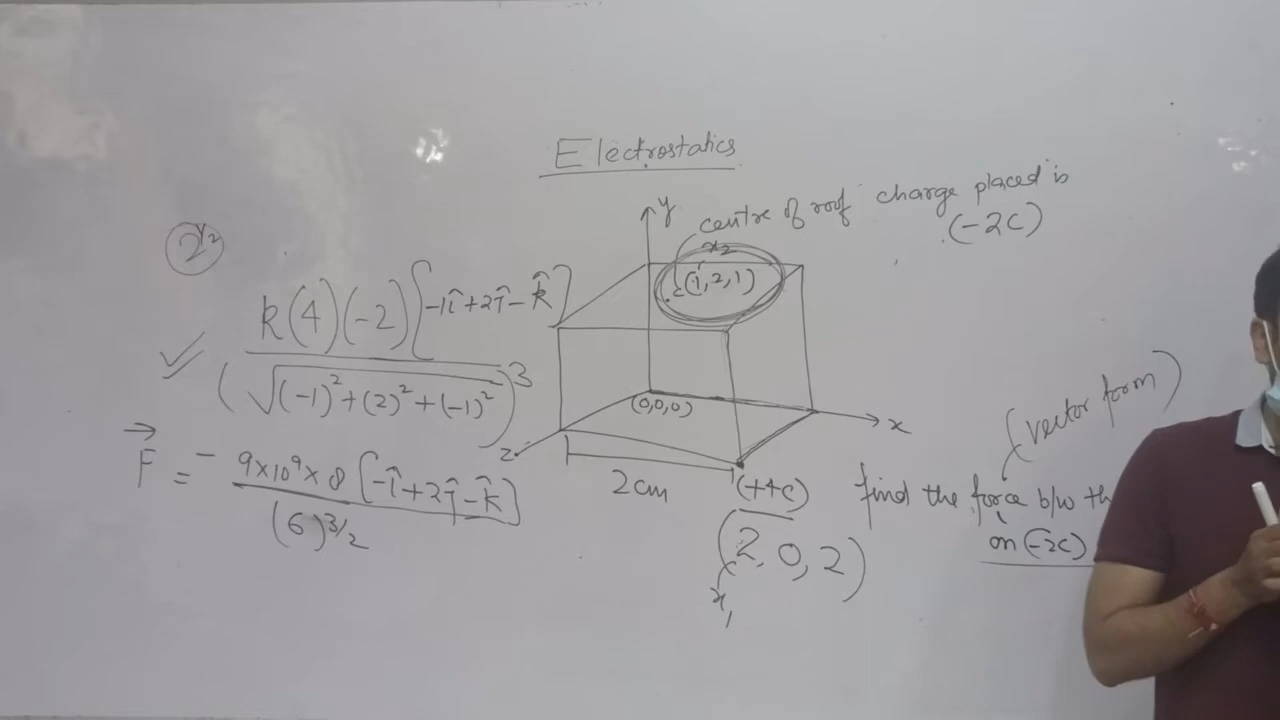 Electrostatics
centre of roof charge placed is
(-2C)
y
x₂
(1,2,1)
2^(1/2)
k(4)(-2)[-1î+2ĵ-k̂]
(√((-1)²+(2)²+(-1)²))³
F⃗ = - 9×10⁹×8 [-î+2ĵ-k̂]
(6)^(3/2)
(0,0,0)
x
z
2cm
(+4C)
(2,0,2)
x₁
(vector form)
find the force b/w th
on (-2C)